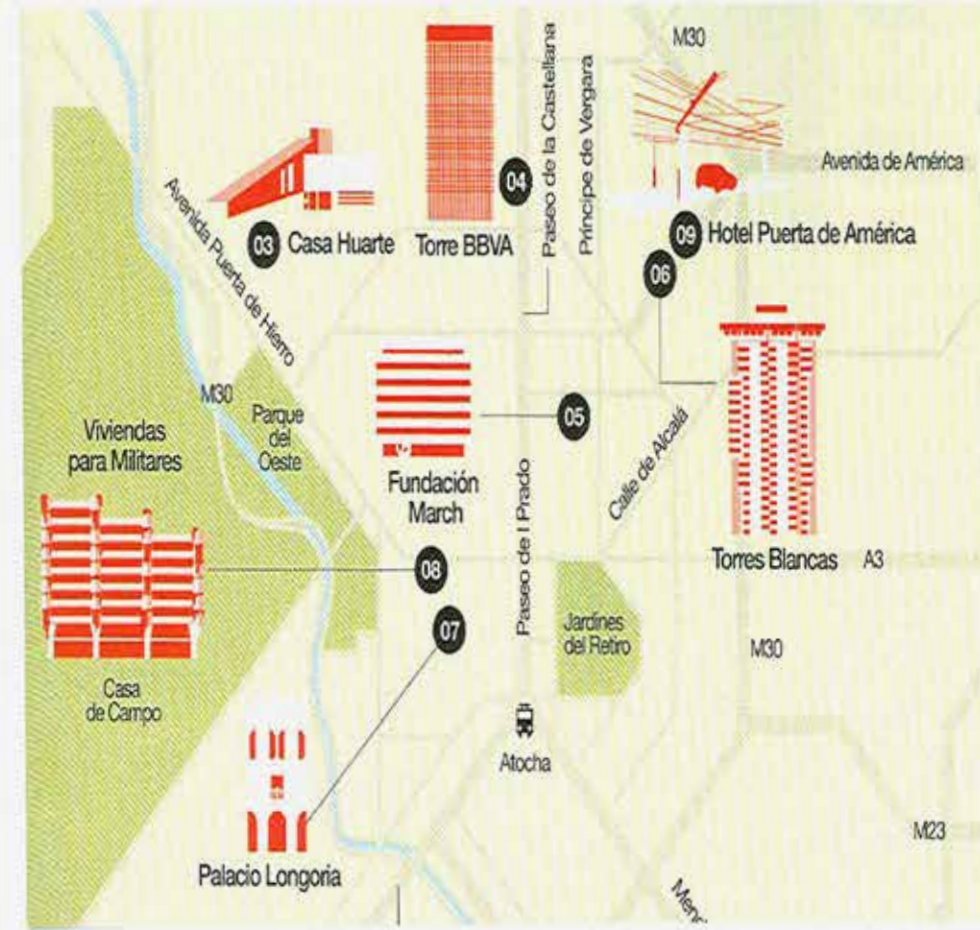 M30
Paseo de la Castellana
Príncipe de Vergara
Avenida de América
04
03 Casa Huarte
Torre BBVA
09 Hotel Puerta de América
06
Avenida Puerta de Hierro
M30
Parque
del
Oeste
05
Viviendas
para Militares
Fundación
March
Calle de Alcalá
Paseo de l Prado
08
Torres Blancas
A3
07
Jardines
del Retiro
M30
Casa
de Campo
Atocha
M23
Palacio Longoria